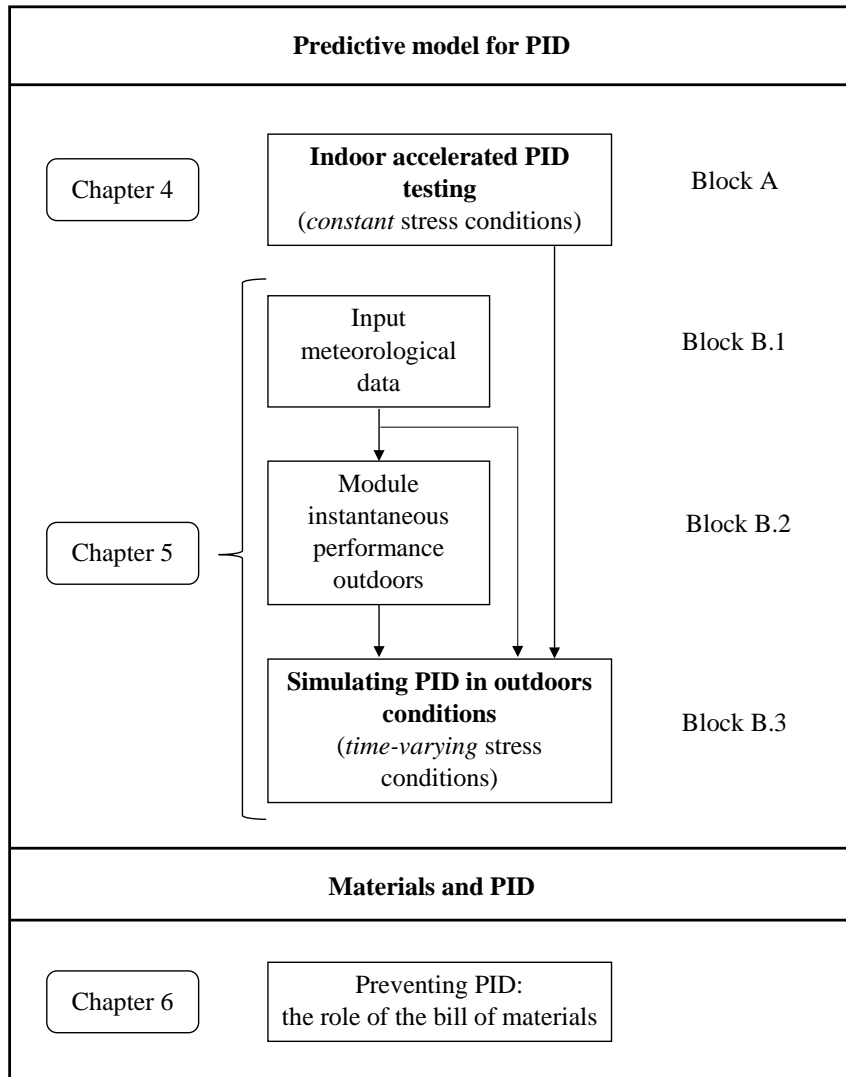 Predictive model for PID
Chapter 4
Indoor accelerated PID
testing
(constant stress conditions)
Block A
Input
meteorological
data
Block B.1
Chapter 5
Module
instantaneous
performance
outdoors
Block B.2
Simulating PID in outdoors
conditions
(time-varying stress
conditions)
Block B.3
Materials and PID
Chapter 6
Preventing PID:
the role of the bill of materials